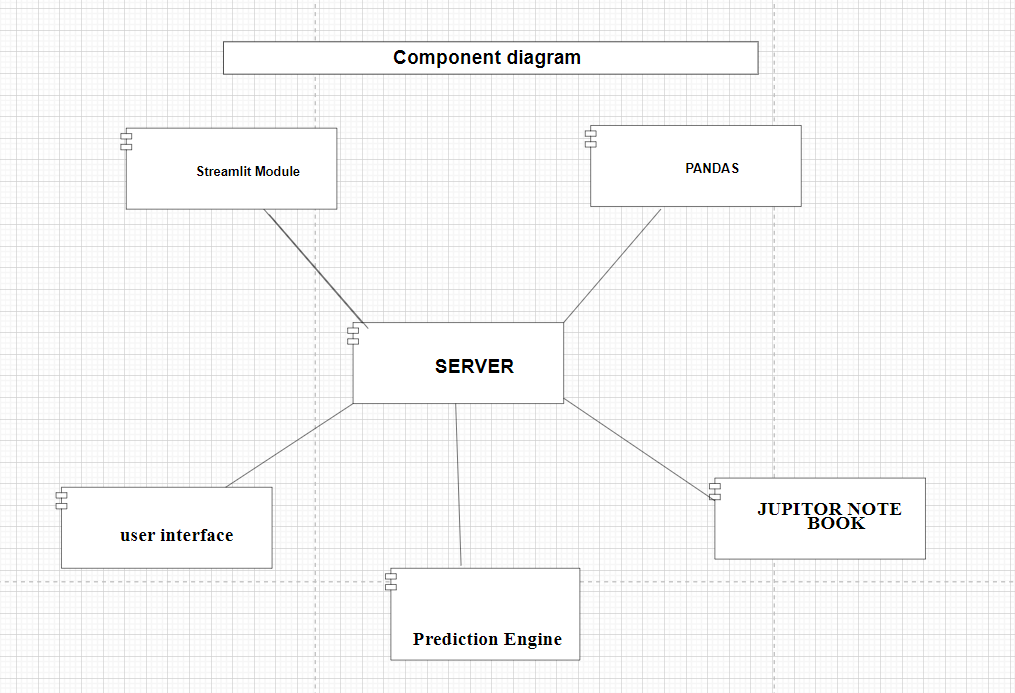 Component diagram
Streamlit Module
PANDAS
SERVER
user interface
JUPITOR NOTE
BOOK
Prediction Engine